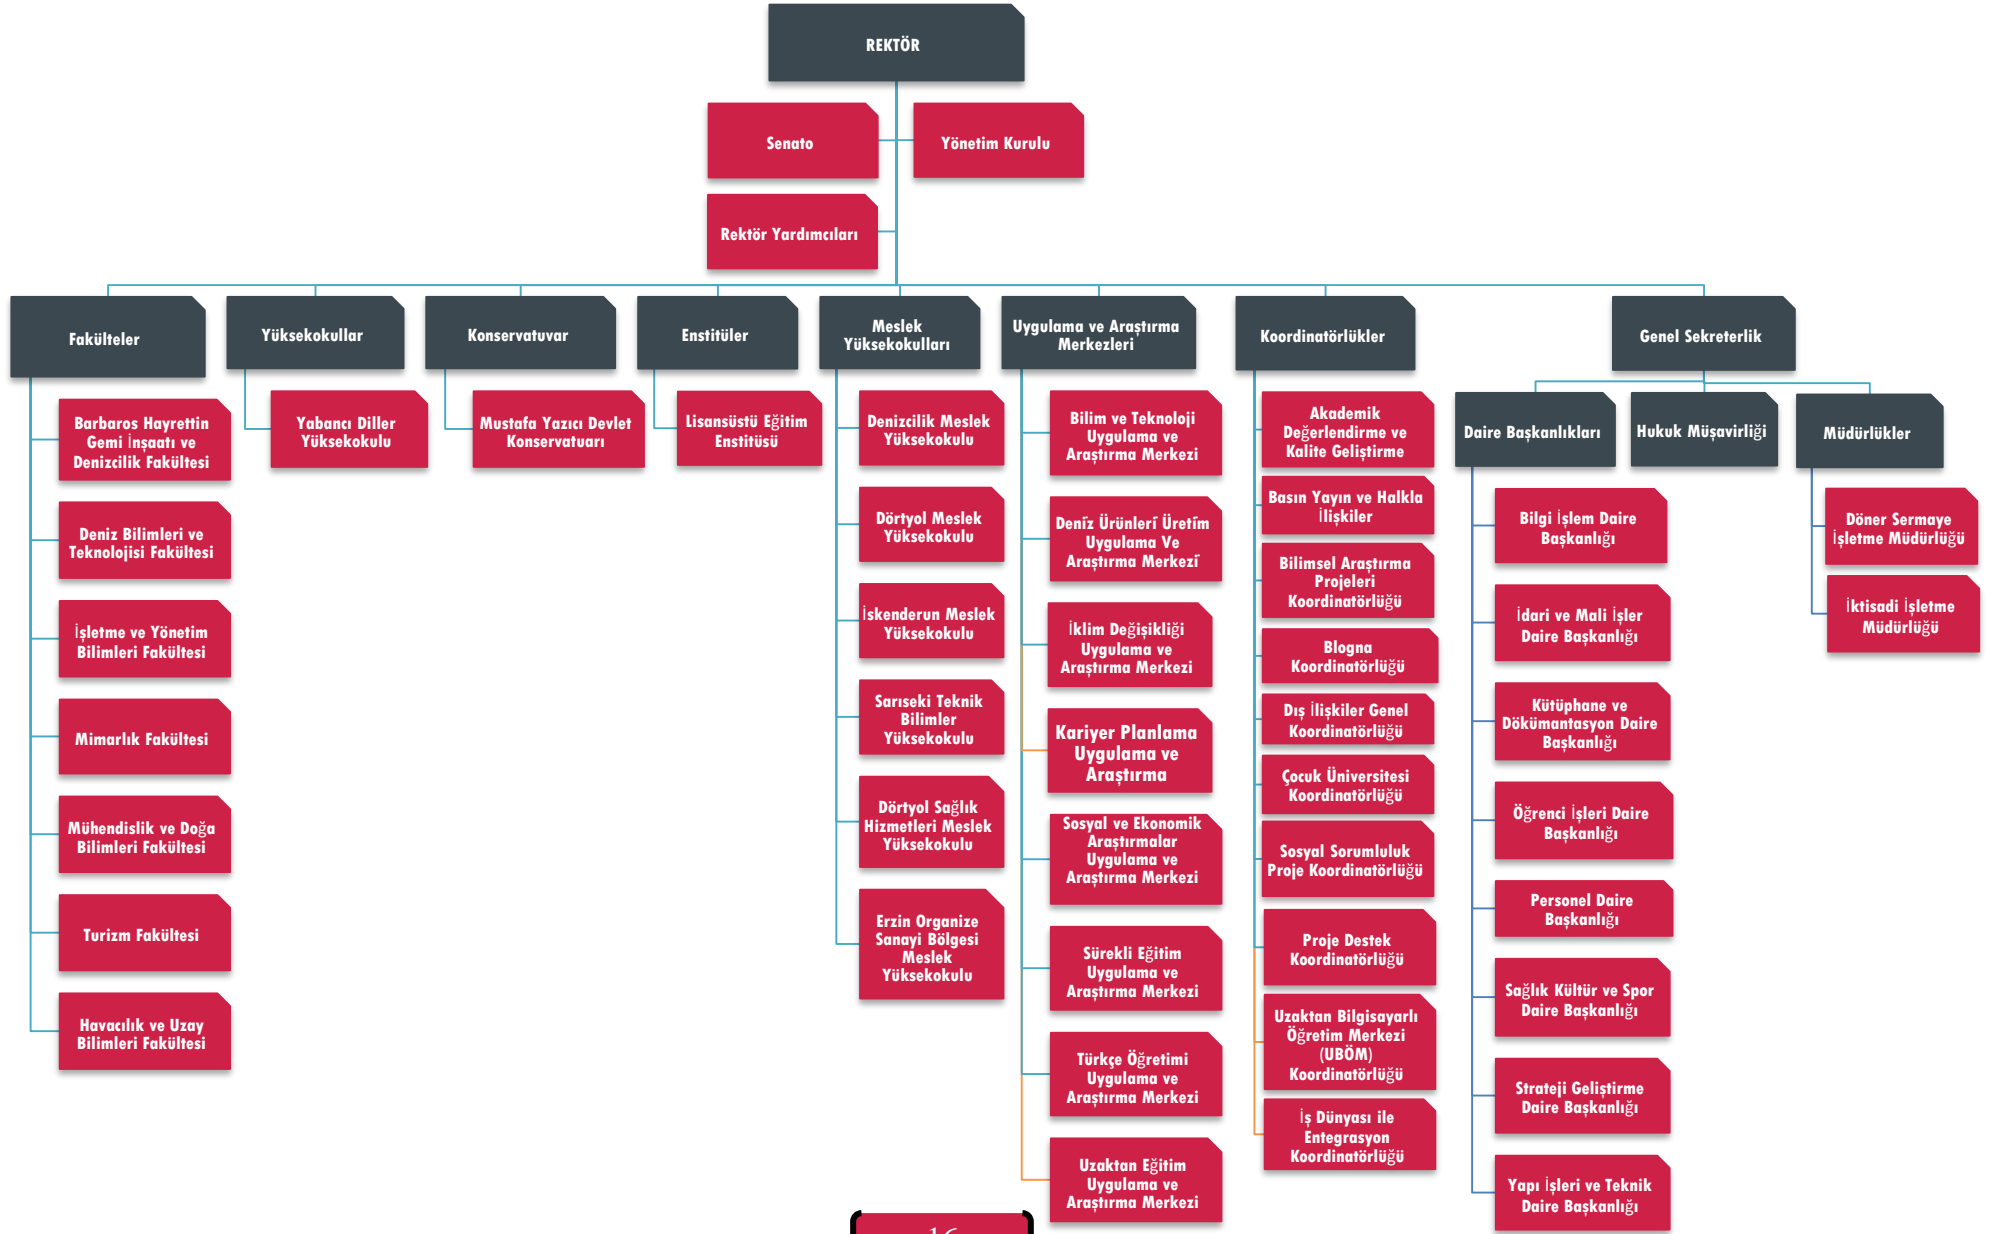 REKTÖR
Senato
Yönetim Kurulu
Rektör Yardımcıları
Fakülteler
Barbaros Hayrettin
Gemi İnşaatı ve
Denizcilik Fakültesi
Deniz Bilimleri ve
Teknolojisi Fakültesi
İşletme ve Yönetim
Bilimleri Fakültesi
Mimarlık Fakültesi
Mühendislik ve Doğa
Bilimleri Fakültesi
Turizm Fakültesi
Havacılık ve Uzay
Bilimleri Fakültesi
Yüksekokullar
Yabancı Diller
Yüksekokulu
Konservatuvar
Mustafa Yazıcı Devlet
Konservatuarı
Enstitüler
Lisansüstü Eğitim
Enstitüsü
Meslek
Yüksekokulları
Denizcilik Meslek
Yüksekokulu
Dörtyol Meslek
Yüksekokulu
İskenderun Meslek
Yüksekokulu
Sarıseki Teknik
Bilimler
Yüksekokulu
Dörtyol Sağlık
Hizmetleri Meslek
Yüksekokulu
Erzin Organize
Sanayi Bölgesi
Meslek
Yüksekokulu
Uygulama ve Araştırma
Merkezleri
Bilim ve Teknoloji
Uygulama ve
Araştırma Merkezi
Deniz Ürünleri Üretim
Uygulama Ve
Araştırma Merkezi
İklim Değişikliği
Uygulama ve
Araştırma Merkezi
Kariyer Planlama
Uygulama ve
Araştırma
Sosyal ve Ekonomik
Araştırmalar
Uygulama ve
Araştırma Merkezi
Sürekli Eğitim
Uygulama ve
Araştırma Merkezi
Türkçe Öğretimi
Uygulama ve
Araştırma Merkezi
Uzaktan Eğitim
Uygulama ve
Araştırma Merkezi
Koordinatörlükler
Akademik
Değerlendirme ve
Kalite Geliştirme
Basın Yayın ve Halkla
İlişkiler
Bilimsel Araştırma
Projeleri
Koordinatörlüğü
Blogna
Koordinatörlüğü
Dış İlişkiler Genel
Koordinatörlüğü
Çocuk Üniversitesi
Koordinatörlüğü
Sosyal Sorumluluk
Proje Koordinatörlüğü
Proje Destek
Koordinatörlüğü
Uzaktan Bilgisayarlı
Öğretim Merkezi
(UBÖM)
Koordinatörlüğü
İş Dünyası ile
Entegrasyon
Koordinatörlüğü
Genel Sekreterlik
Daire Başkanlıkları
Bilgi İşlem Daire
Başkanlığı
İdari ve Mali İşler
Daire Başkanlığı
Kütüphane ve
Dökümantasyon Daire
Başkanlığı
Öğrenci İşleri Daire
Başkanlığı
Personel Daire
Başkanlığı
Sağlık Kültür ve Spor
Daire Başkanlığı
Strateji Geliştirme
Daire Başkanlığı
Yapı İşleri ve Teknik
Daire Başkanlığı
Hukuk Müşavirliği
Müdürlükler
Döner Sermaye
İşletme Müdürlüğü
İktisadi İşletme
Müdürlüğü
16